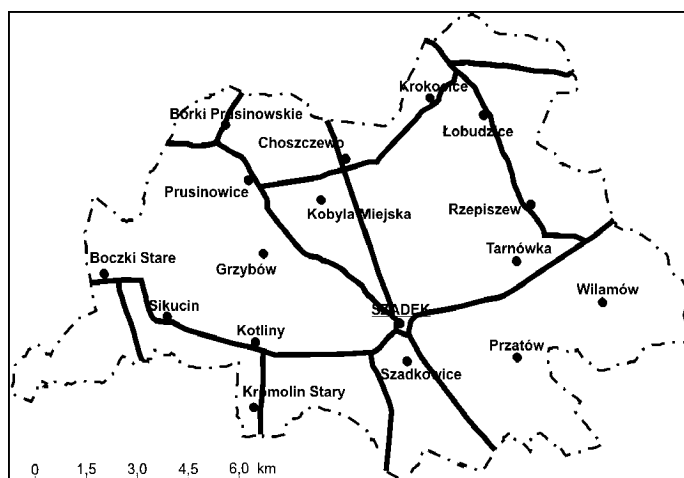 Krokocice
Borki Prusinowskie
Łobudzice
Choszczewo
Prusinowice
Kobyla Miejska
Rzepiszew
Tarnówka
Boczki Stare
Grzybów
Wilamów
Sikucin
SZADEK
Kotliny
Przatów
Szadkowice
Kromolin Stary
0 1,5 3,0 4,5 6,0 km